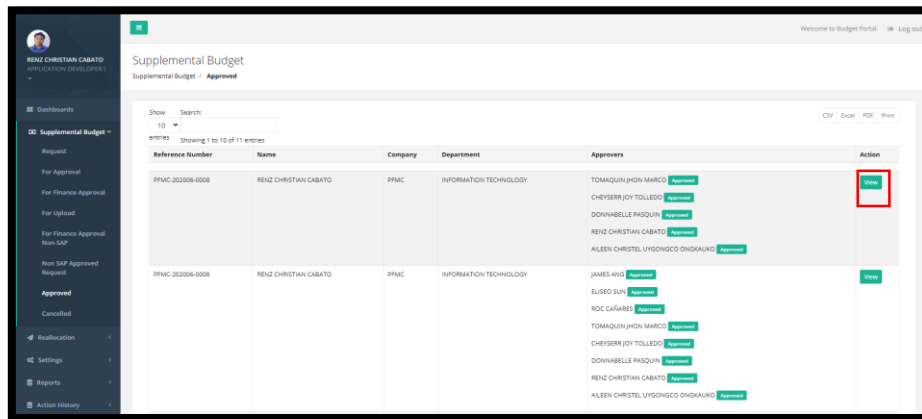 Welcome to Budget Portal.
Log out
RENZ CHRISTIAN CABATO
APPLICATION DEVELOPER I
Supplemental Budget
Supplemental Budget / Approved
Dashboards
Supplemental Budget
Request
For Approval
For Finance Approval
For Upload
For Finance Approval
Non-SAP
Non SAP Approved
Request
Approved
Cancelled
Reallocation
Settings
Reports
Action History
Show
10
entries
Search:
Showing 1 to 10 of 11 entries
CSV Excel PDF Print
Reference Number Name Company Department Approvers Action
PFMC-202006-0008 RENZ CHRISTIAN CABATO PFMC INFORMATION TECHNOLOGY TOMAQUIN JHON MARCO Approved View
CHEYSERR JOY TOLLEDO Approved
DONNABELLE PASQUIN Approved
RENZ CHRISTIAN CABATO Approved
AILEEN CHRISTEL UYGONGCO ONGKAUKO Approved
PFMC-202006-0009 RENZ CHRISTIAN CABATO PFMC INFORMATION TECHNOLOGY JAMES ANG Approved View
ELISEO SUN Approved
ROC CAÑARES Approved
TOMAQUIN JHON MARCO Approved
CHEYSERR JOY TOLLEDO Approved
DONNABELLE PASQUIN Approved
RENZ CHRISTIAN CABATO Approved
AILEEN CHRISTEL UYGONGCO ONGKAUKO Approved